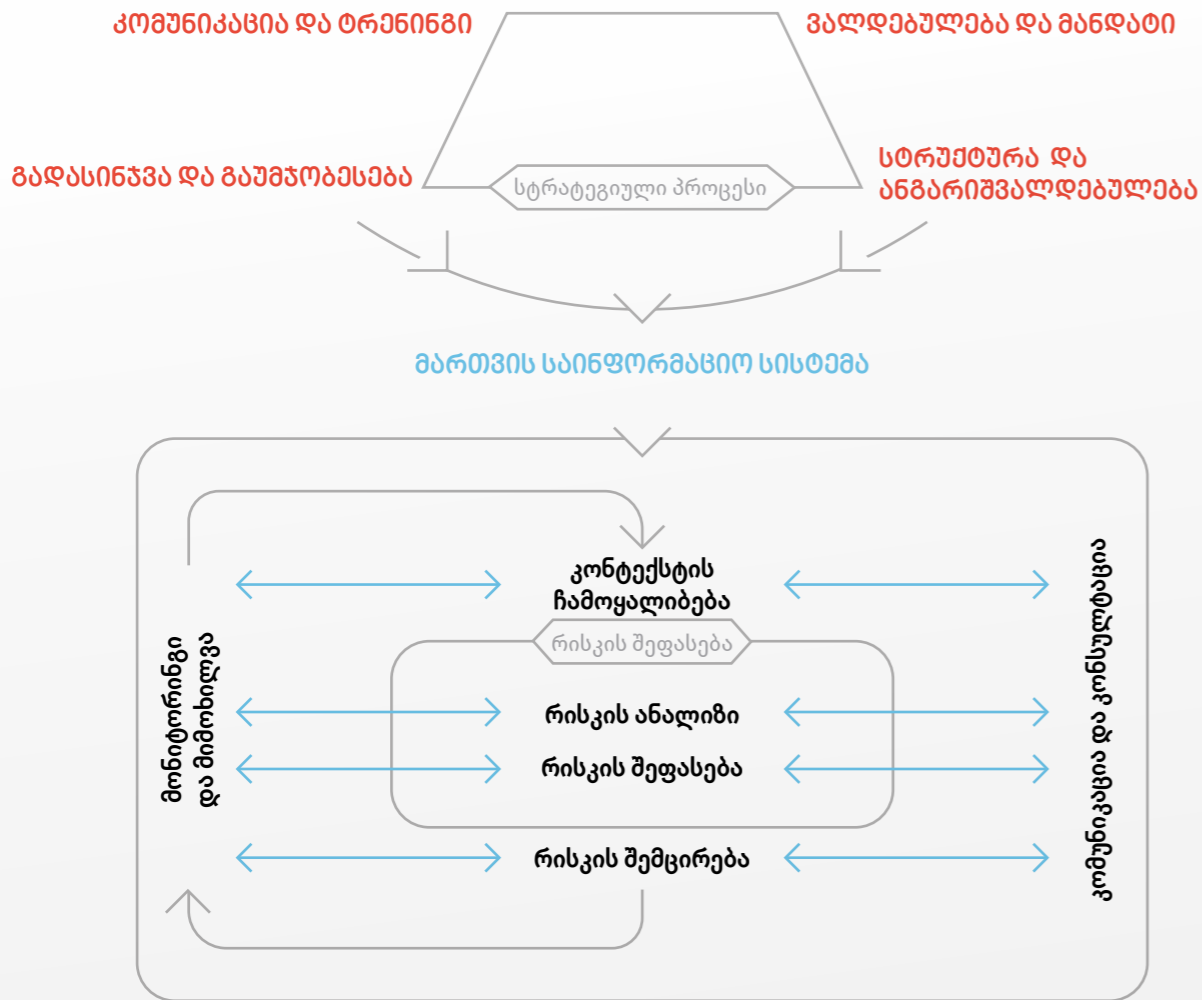 კომუნიკაცია და ტრენინგი
ვალდებულება და მანდატი
გადასინჯვა და გაუმჯობესება
სტრატეგიული პროცესი
სტრუქტურა და
ანგარიშვალდებულება
მართვის საინფორმაციო სისტემა
კონტექსტის
ჩამოყალიბება
რისკის შეფასება
მონიტორინგი
და მიმოხილვა
რისკის ანალიზი
რისკის შეფასება
რისკის შემცირება
კომუნიკაცია და კონსულტაცია